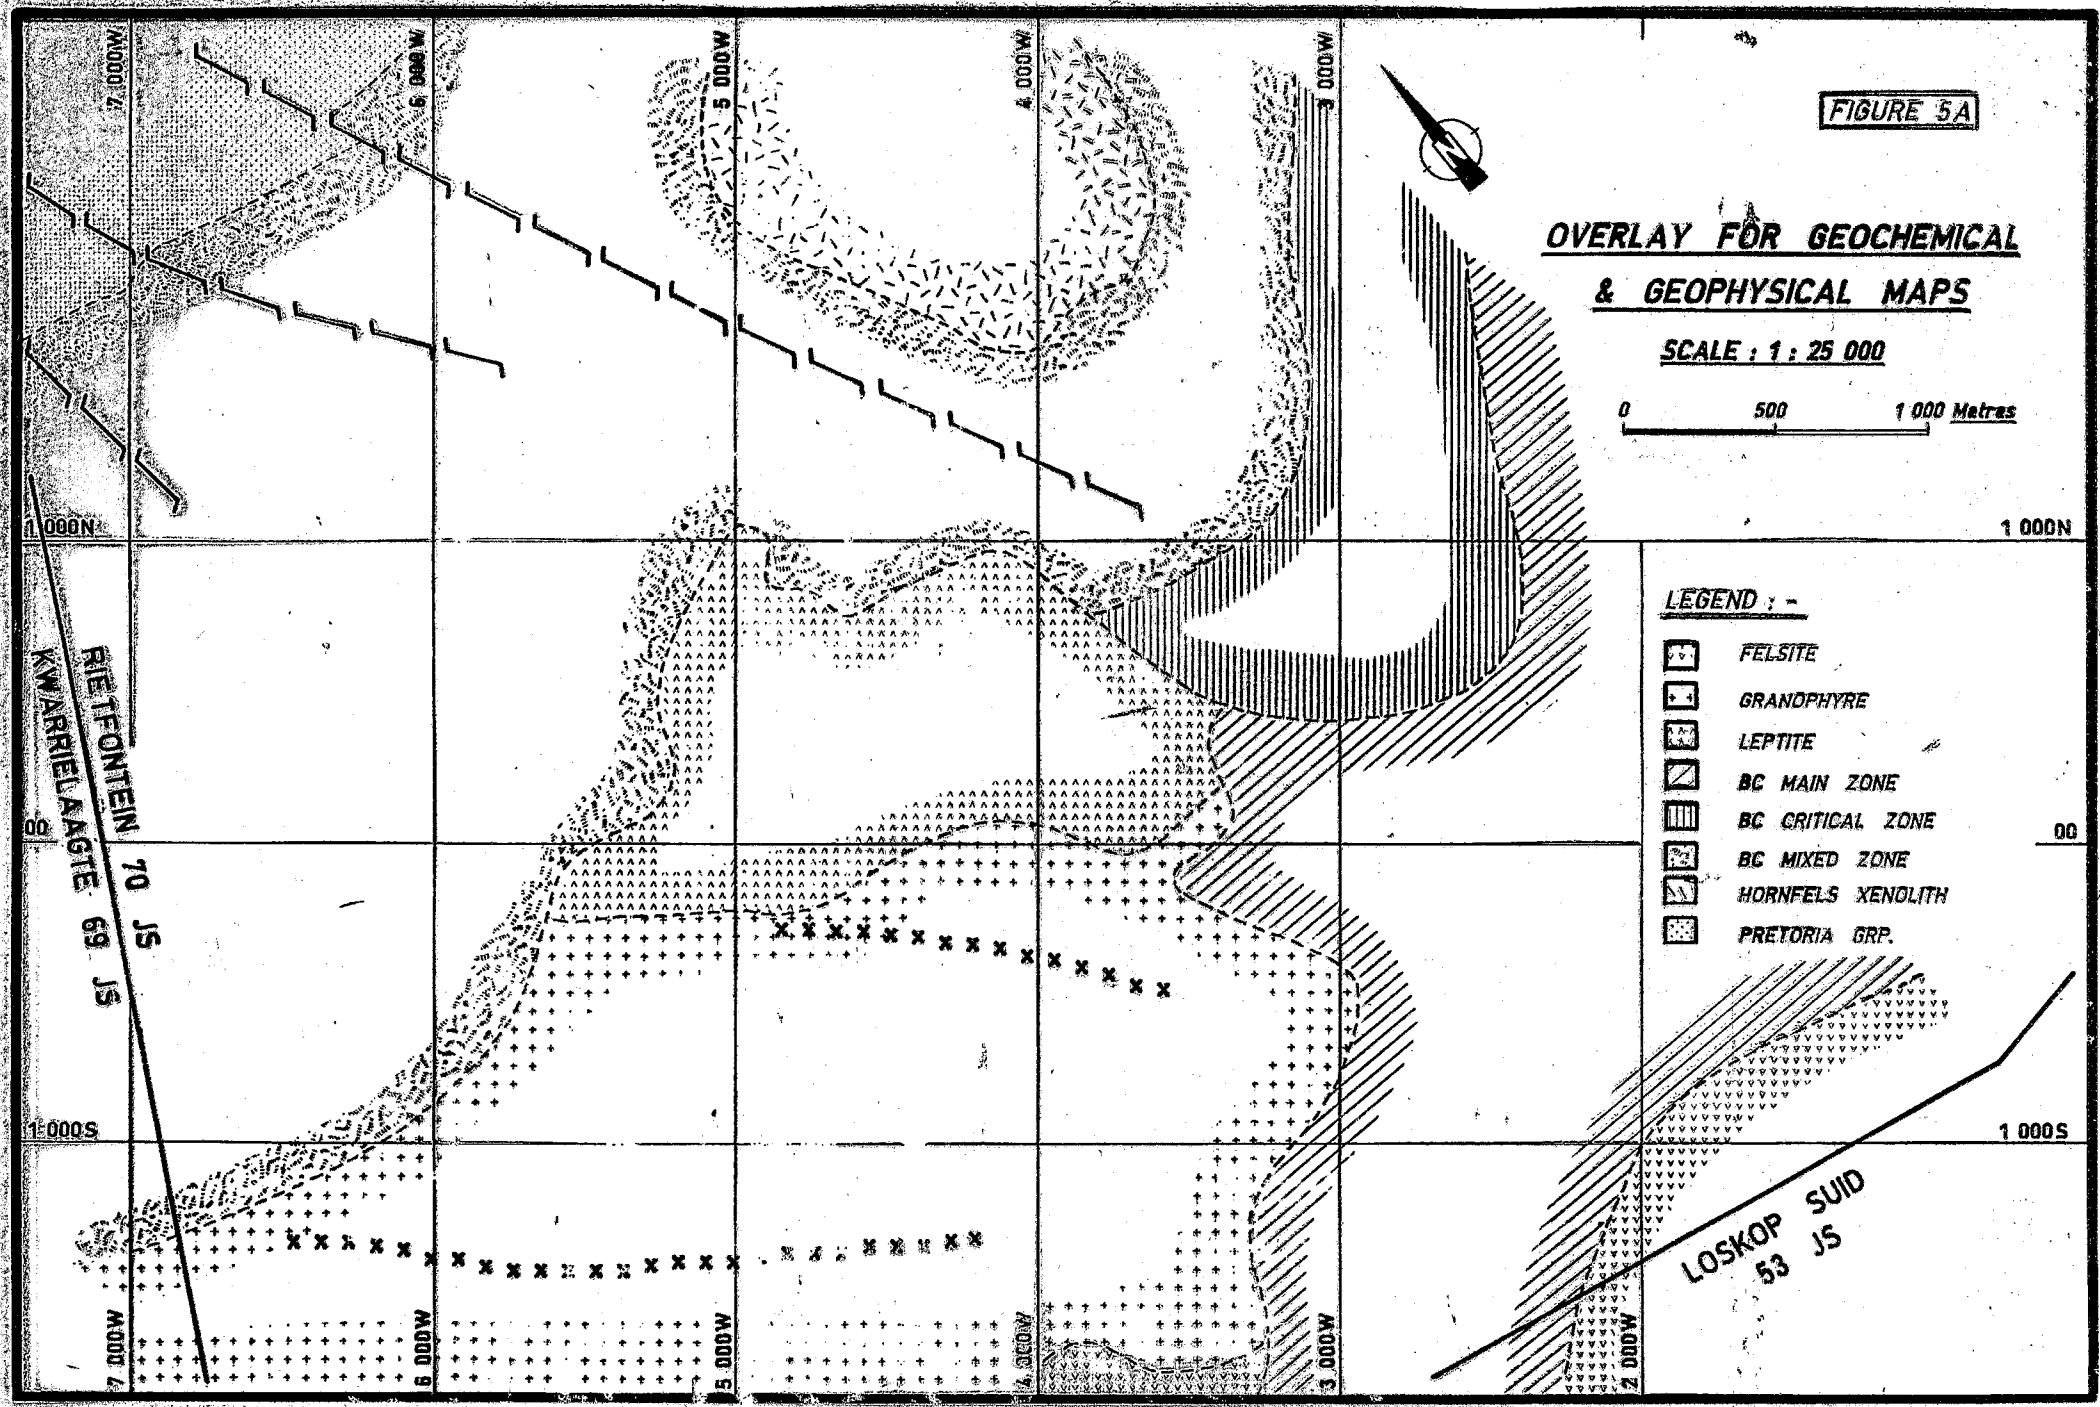 7 000W
6 000W
5 000W
4 000W
3 000W
N
FIGURE 5A
OVERLAY FOR GEOCHEMICAL
& GEOPHYSICAL MAPS
SCALE : 1 : 25 000
0 500 1 000 Metres
1 000N
1 000N
LEGEND : -
FELSITE
GRANOPHYRE
LEPTITE
BC MAIN ZONE
BC CRITICAL ZONE
BC MIXED ZONE
HORNFELS XENOLITH
PRETORIA GRP.
RIETFONTEIN 70 JS
KWARRIELAAGTE 69 JS
00
00
1 000S
1 000S
LOSKOP SUID
53 JS
7 000W
6 000W
5 000W
4 000W
3 000W
2 000W